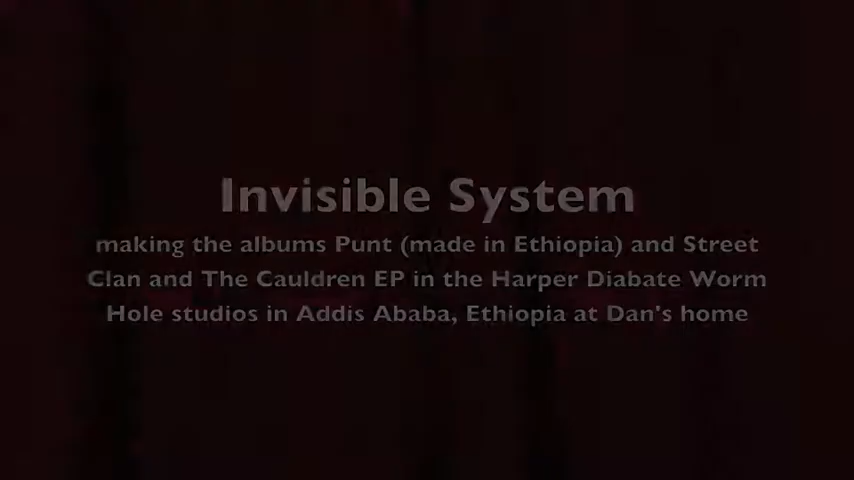 Invisible System
making the albums Punt (made in Ethiopia) and Street
Clan and The Cauldren EP in the Harper Diabate Worm
Hole studios in Addis Ababa, Ethiopia at Dan's home